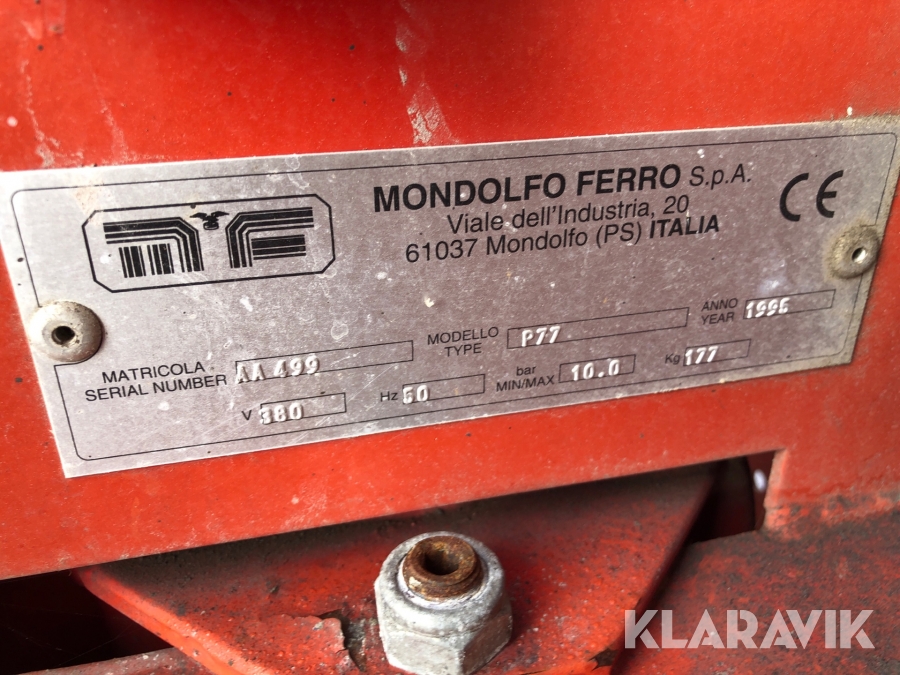 MONDOLFO FERRO S.p.A.
Viale dell'Industria, 20
61037 Mondolfo (PS) ITALIA
CE
MATRICOLA
SERIAL NUMBER AA 499
MODELLO
TYPE P77
ANNO
YEAR 1996
V 380
Hz 50
bar
MIN/MAX 10.0
Kg 177
KLARAVIK